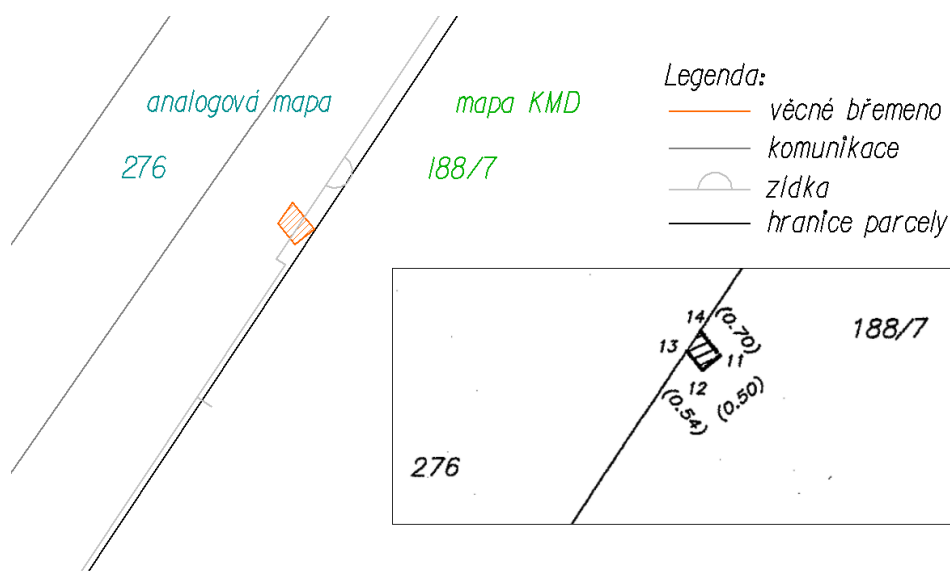 analogová mapa
276
mapa KMD
188/7
Legenda:
věcné břemeno
komunikace
zídka
hranice parcely
188/7
14
(0.70)
13
11
12
(0.54)
(0.50)
276